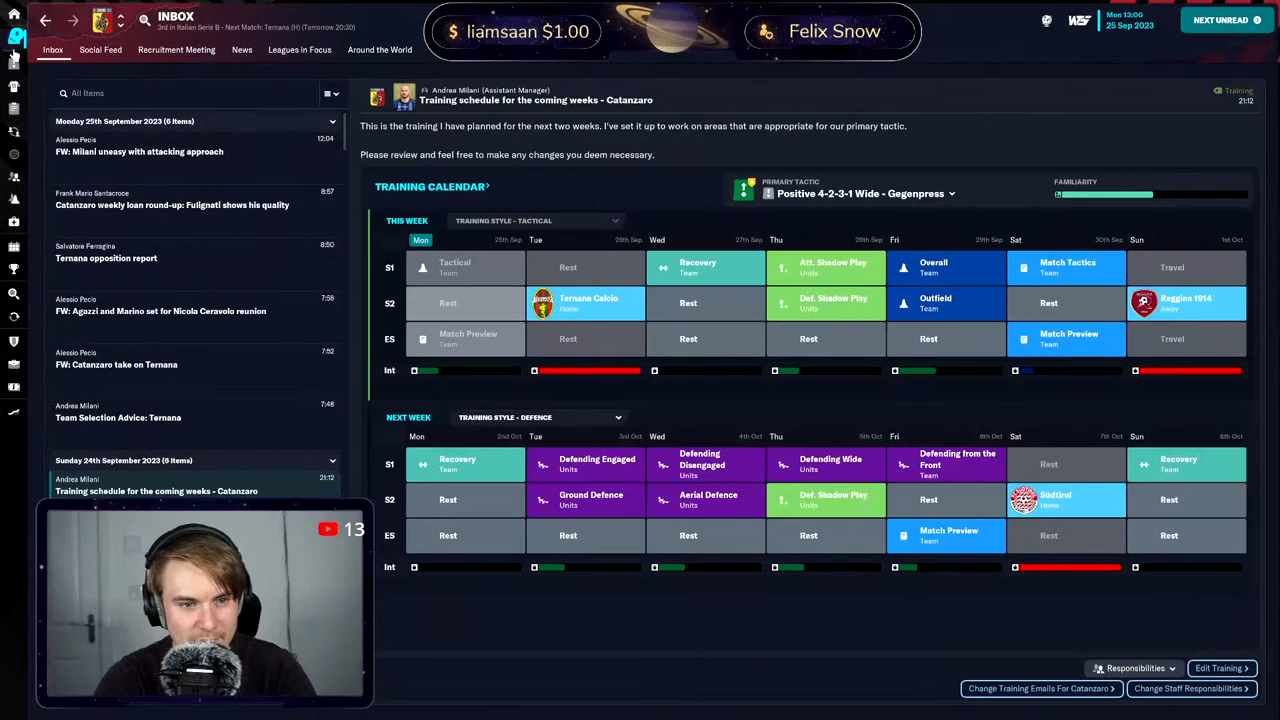 INBOX
3rd in Italian Serie B - Next Match: Ternana (H) (Tomorrow 20:30)
$ liamsaan $1.00
Felix Snow
Mon 13:00
25 Sep 2023
NEXT UNREAD
Inbox Social Feed Recruitment Meeting News Leagues in Focus Around the World
All Items
Monday 25th September 2023 (6 Items)
Alessio Pecis 12:04
FW: Milani uneasy with attacking approach
Frank Mario Santacroce 8:57
Catanzaro weekly loan round-up: Fulignati shows his quality
Salvatore Ferragina 8:50
Ternana opposition report
Alessio Pecis 7:58
FW: Agazzi and Marino set for Nicola Ceravolo reunion
Alessio Pecis 7:52
FW: Catanzaro take on Ternana
Andrea Milani 7:48
Team Selection Advice: Ternana
Sunday 24th September 2023 (6 Items)
Andrea Milani 21:12
Training schedule for the coming weeks - Catanzaro
13
Andrea Milani (Assistant Manager)
Training schedule for the coming weeks - Catanzaro
Training
21:12
This is the training I have planned for the next two weeks. I've set it up to work on areas that are appropriate for our primary tactic.
Please review and feel free to make any changes you deem necessary.
TRAINING CALENDAR
PRIMARY TACTIC
Positive 4-2-3-1 Wide - Gegenpress
FAMILIARITY
THIS WEEK TRAINING STYLE - TACTICAL
Mon 25th Sep Tue 26th Sep Wed 27th Sep Thu 28th Sep Fri 29th Sep Sat 30th Sep Sun 1st Oct
S1 Tactical Team Rest Recovery Team Att. Shadow Play Units Overall Team Match Tactics Team Travel
S2 Rest Ternana Calcio Home Rest Def. Shadow Play Units Outfield Team Rest Reggina 1914 Away
ES Match Preview Team Rest Rest Rest Rest Match Preview Team Travel
Int
NEXT WEEK TRAINING STYLE - DEFENCE
Mon 2nd Oct Tue 3rd Oct Wed 4th Oct Thu 5th Oct Fri 6th Oct Sat 7th Oct Sun 8th Oct
S1 Recovery Team Defending Engaged Units Defending Disengaged Units Defending Wide Units Defending from the Front Team Rest Recovery Team
S2 Rest Ground Defence Units Aerial Defence Units Def. Shadow Play Units Rest Südtirol Home Rest
ES Rest Rest Rest Rest Match Preview Team Rest Rest
Int
Responsibilities Edit Training
Change Training Emails For Catanzaro Change Staff Responsibilities